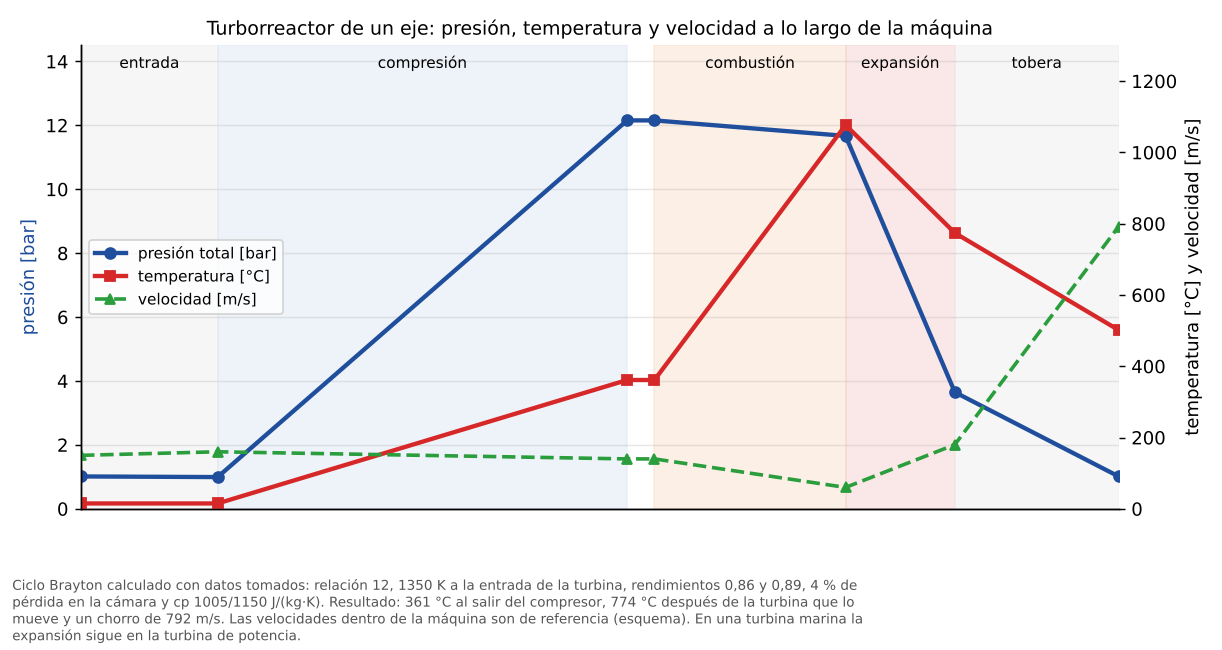 Turborreactor de un eje: presión, temperatura y velocidad a lo largo de la máquina
entrada
compresión
combustión
expansión
tobera
14
12
10
8
6
4
2
0
presión [bar]
presión total [bar]
temperatura [°C]
velocidad [m/s]
1200
1000
800
600
400
200
0
temperatura [°C] y velocidad [m/s]
Ciclo Brayton calculado con datos tomados: relación 12, 1350 K a la entrada de la turbina, rendimientos 0,86 y 0,89, 4 % de
pérdida en la cámara y cp 1005/1150 J/(kg·K). Resultado: 361 °C al salir del compresor, 774 °C después de la turbina que lo
mueve y un chorro de 792 m/s. Las velocidades dentro de la máquina son de referencia (esquema). En una turbina marina la
expansión sigue en la turbina de potencia.